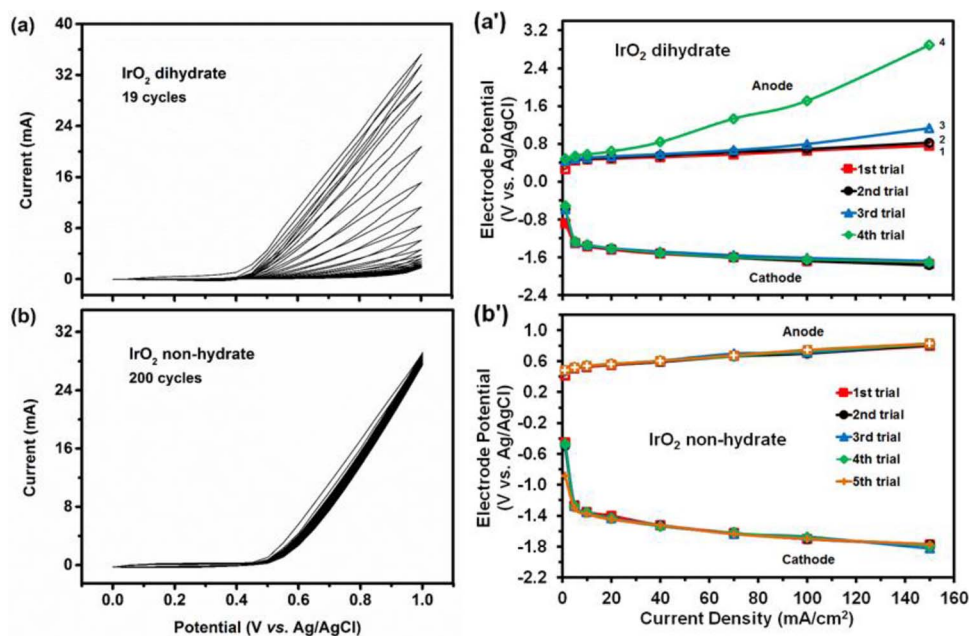 (a)
40
32
24
16
8
0
Current (mA)
IrO2 dihydrate
19 cycles
(a')
3.2
2.4
1.6
0.8
0.0
-0.8
-1.6
-2.4
Electrode Potential
(V vs. Ag/AgCl)
IrO₂ dihydrate
Anode
4
3
2
1
1st trial
2nd trial
3rd trial
4th trial
Cathode
(b)
32
24
16
8
0
Current (mA)
IrO2 non-hydrate
200 cycles
0.0
0.2
0.4
0.6
0.8
1.0
Potential (V vs. Ag/AgCl)
(b')
1.0
0.6
0.2
-0.2
-0.6
-1.0
-1.4
-1.8
-2.2
Electrode Potential
(V vs. Ag/AgCl)
Anode
IrO₂ non-hydrate
1st trial
2nd trial
3rd trial
4th trial
5th trial
Cathode
0
20
40
60
80
100
120
140
160
Current Density (mA/cm²)